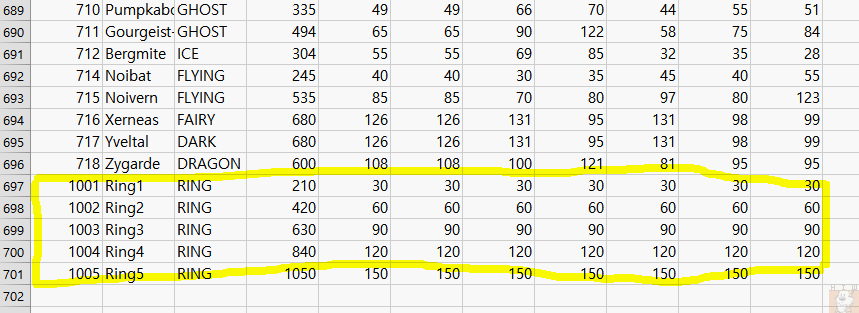 689 710 Pumpkabo GHOST 335 49 49 66 70 44 55 51
690 711 Gourgeist- GHOST 494 65 65 90 122 58 75 84
691 712 Bergmite ICE 304 55 55 69 85 32 35 28
692 714 Noibat FLYING 245 40 40 30 35 45 40 55
693 715 Noivern FLYING 535 85 85 70 80 97 80 123
694 716 Xerneas FAIRY 680 126 126 131 95 131 98 99
695 717 Yveltal DARK 680 126 126 131 95 131 98 99
696 718 Zygarde DRAGON 600 108 108 100 121 81 95 95
697 1001 Ring1 RING 210 30 30 30 30 30 30 30
698 1002 Ring2 RING 420 60 60 60 60 60 60 60
699 1003 Ring3 RING 630 90 90 90 90 90 90 90
700 1004 Ring4 RING 840 120 120 120 120 120 120 120
701 1005 Ring5 RING 1050 150 150 150 150 150 150 150
702